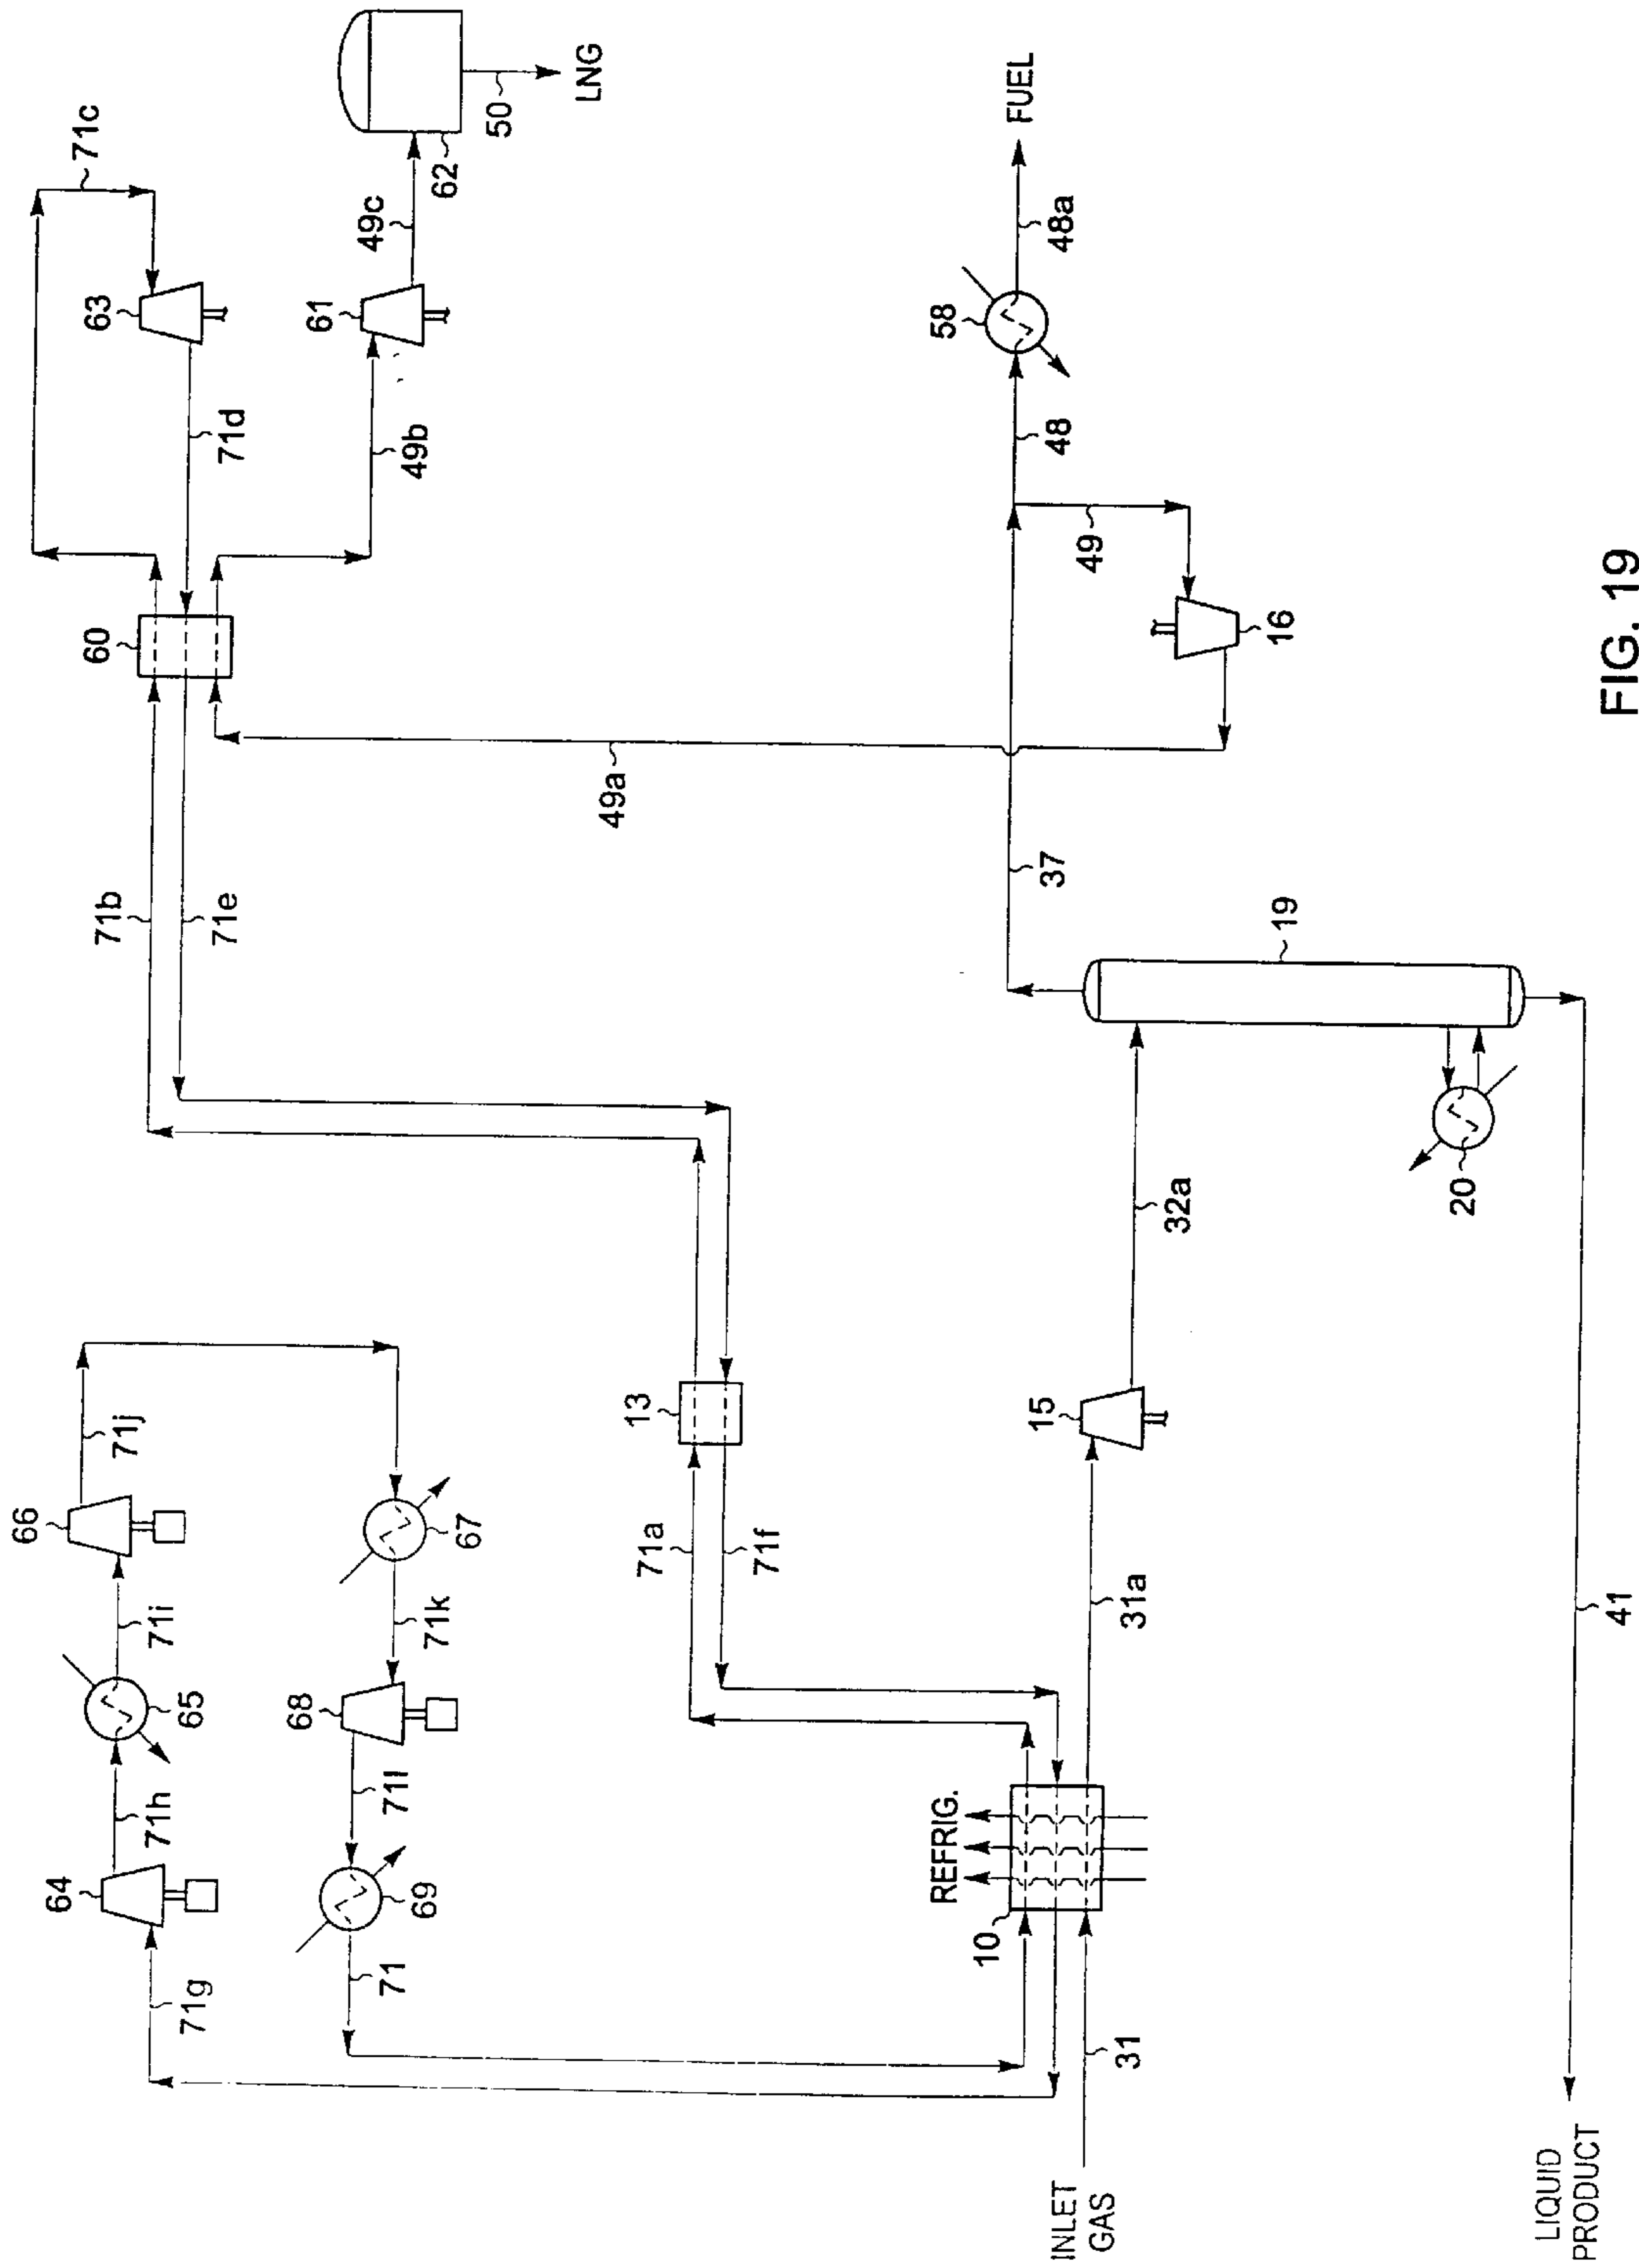 71c
63
71d
60
71b
71e
61
49b
49c
62
50
LNG
66
71j
71i
65
71h
64
71g
67
71k
68
71l
69
71
13
71a
71f
49a
58
48
48a
FUEL
49
16
37
REFRIG.
10
31
INLET
GAS
31a
15
32a
19
20
41
LIQUID
PRODUCT
FIG. 19